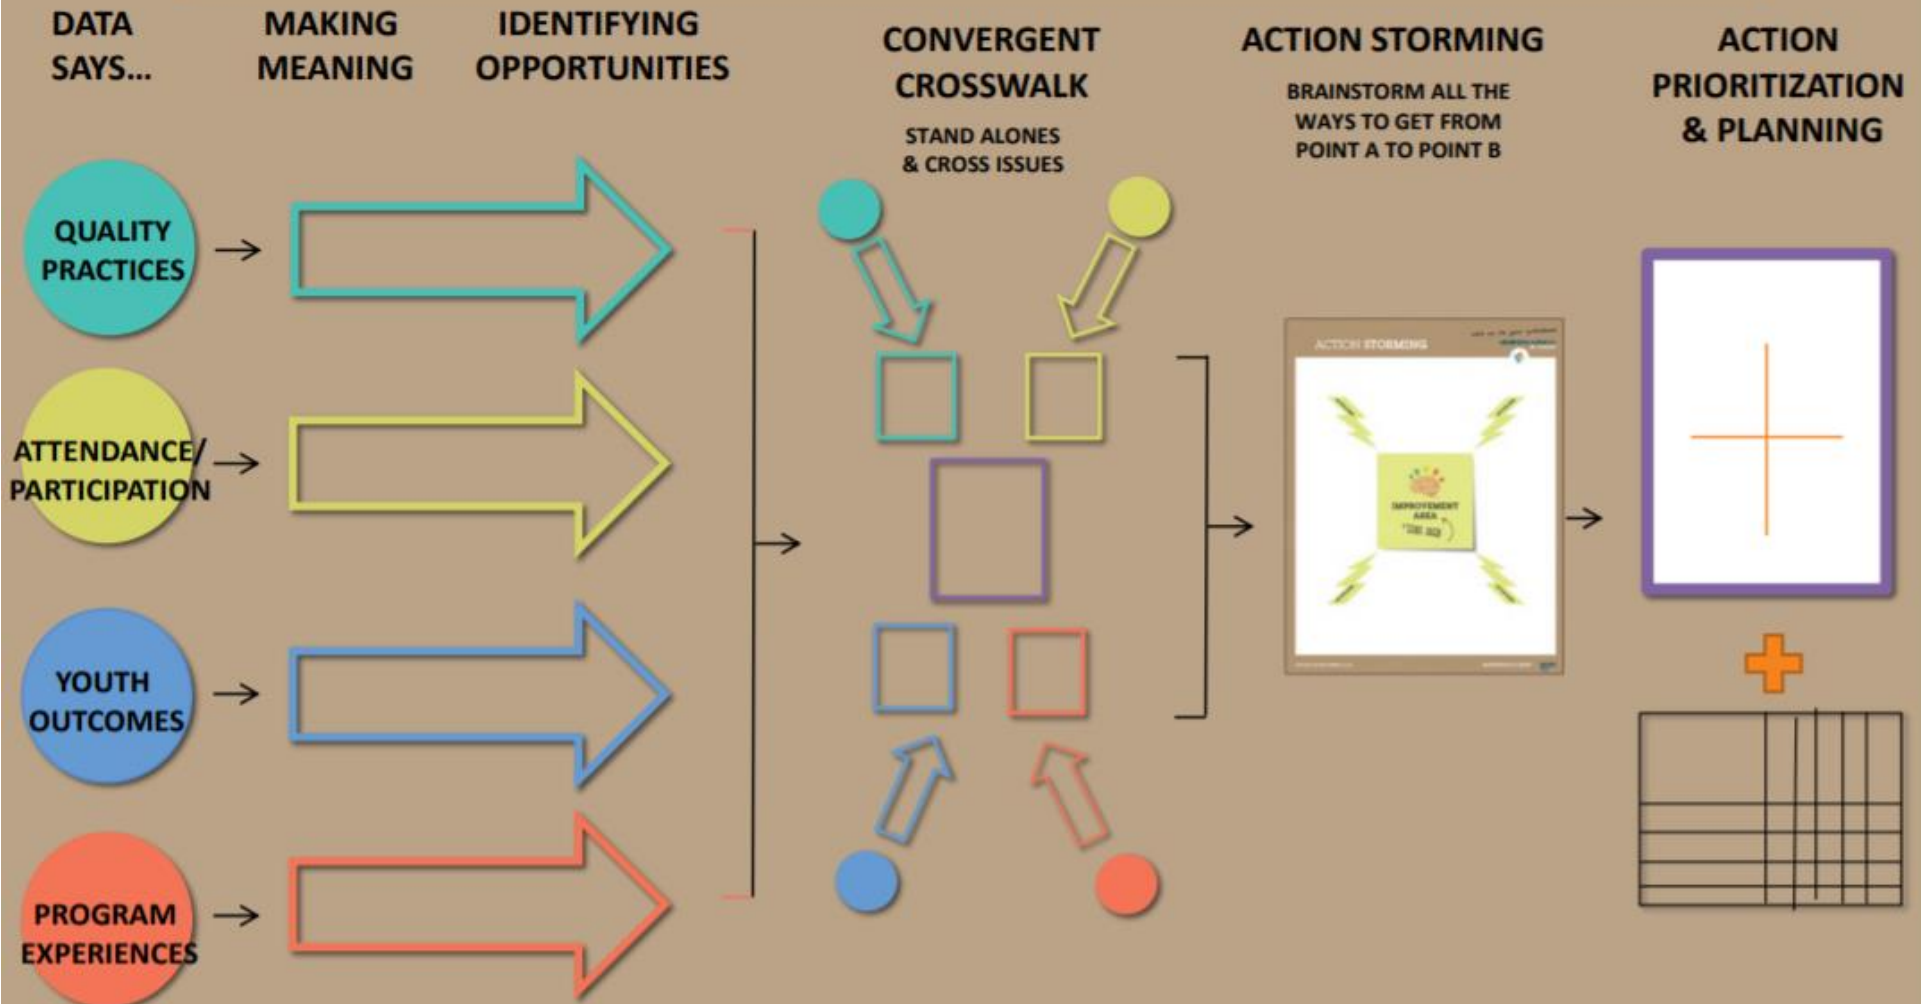 DATA
SAYS...
MAKING
MEANING
IDENTIFYING
OPPORTUNITIES
CONVERGENT
CROSSWALK
STAND ALONES
& CROSS ISSUES
ACTION STORMING
BRAINSTORM ALL THE
WAYS TO GET FROM
POINT A TO POINT B
ACTION
PRIORITIZATION
& PLANNING
QUALITY
PRACTICES
ATTENDANCE/
PARTICIPATION
YOUTH
OUTCOMES
PROGRAM
EXPERIENCES
ACTION STORMING
IMPROVEMENT
AREA